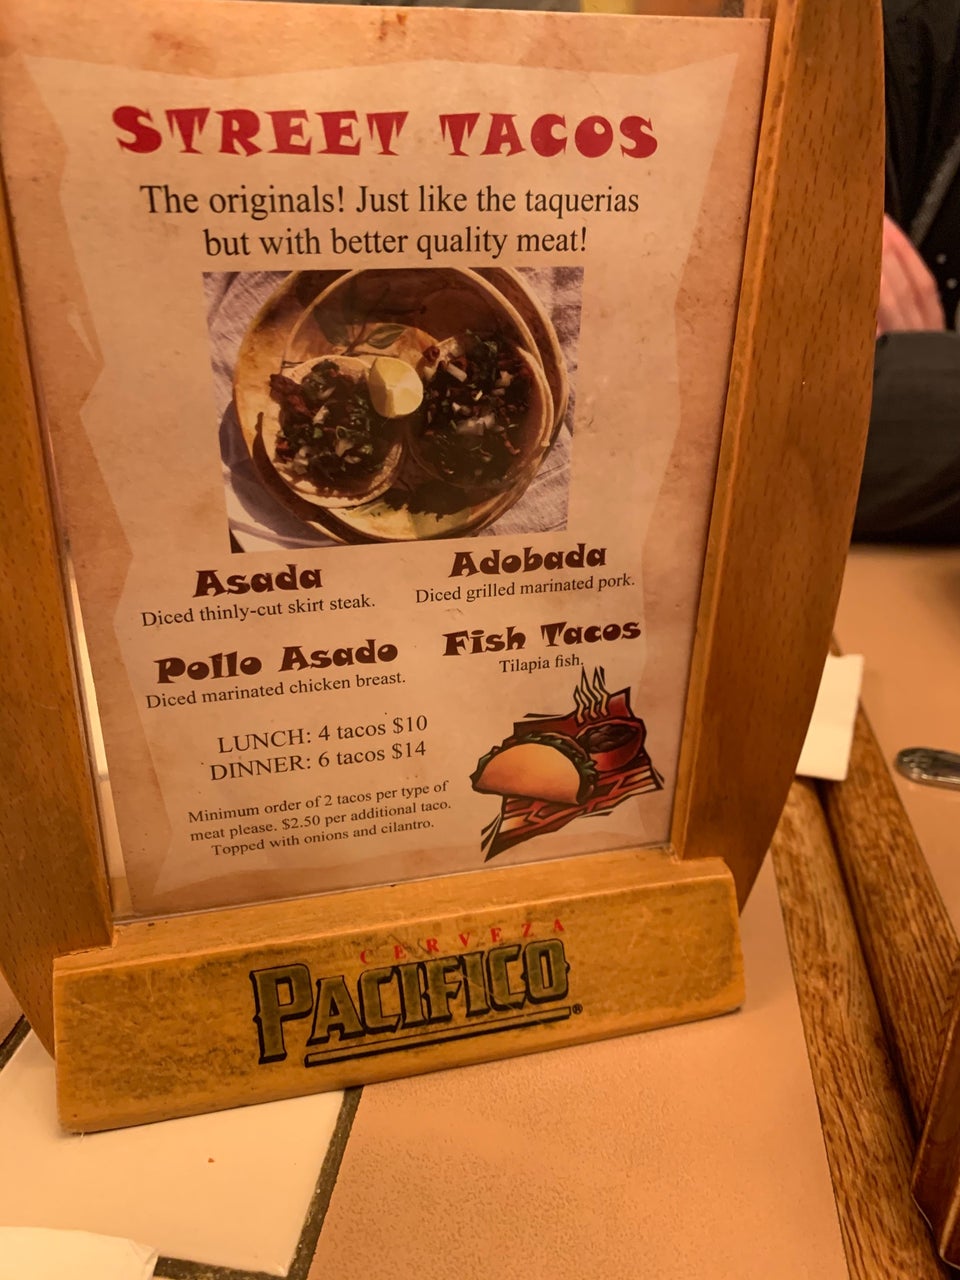 STREET TACOS
The originals! Just like the taquerias
but with better quality meat!
Asada
Diced thinly-cut skirt steak.
Adobada
Diced grilled marinated pork.
Pollo Asado
Diced marinated chicken breast.
Fish Tacos
Tilapia fish.
LUNCH: 4 tacos $10
DINNER: 6 tacos $14
Minimum order of 2 tacos per type of
meat please. $2.50 per additional taco.
Topped with onions and cilantro.
CERVEZA
PACIFICO®